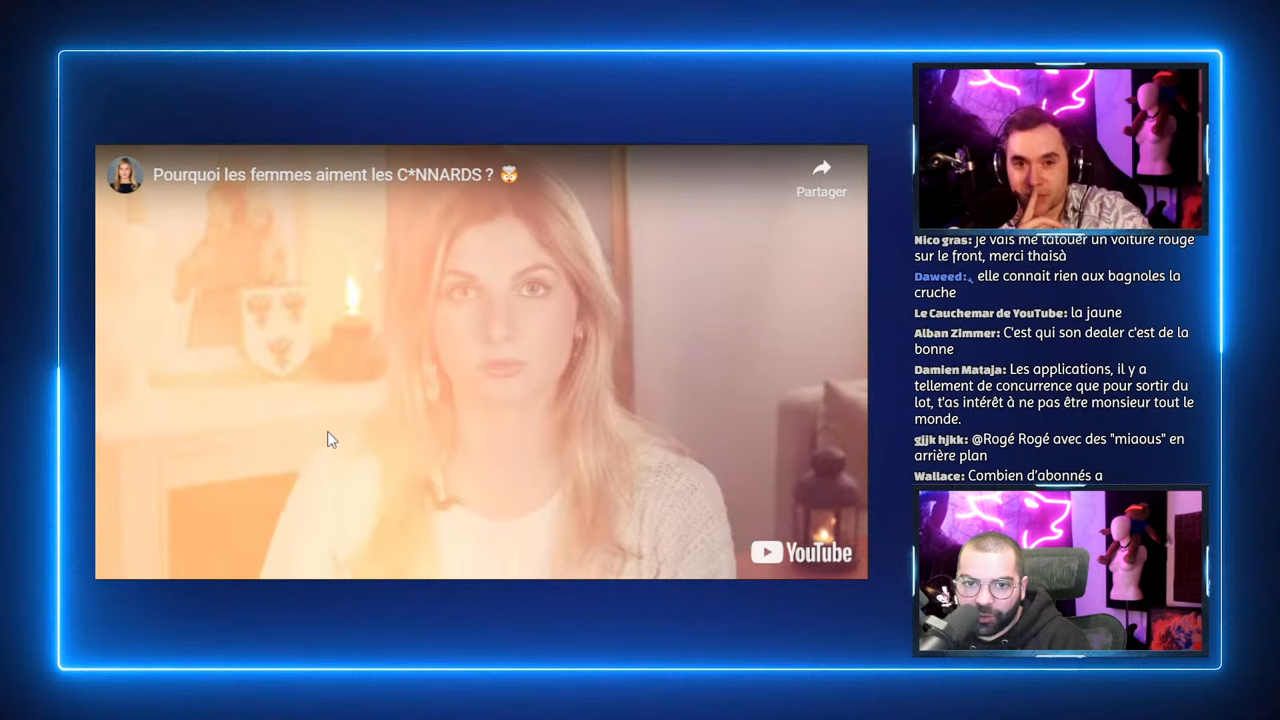 Pourquoi les femmes aiment les C*NNARDS ? 🤯
Partager
YouTube
Nico gras: je vais me tatouer un voiture rouge
sur le front, merci thaisà
Daweed: elle connait rien aux bagnoles la
cruche
Le Cauchemar de YouTube: la jaune
Alban Zimmer: C'est qui son dealer c'est de la
bonne
Damien Mataja: Les applications, il y a
tellement de concurrence que pour sortir du
lot, t'as intérêt à ne pas être monsieur tout le
monde.
gjjk hjkk: @Rogé Rogé avec des "miaous" en
arrière plan
Wallace: Combien d’abonnés a